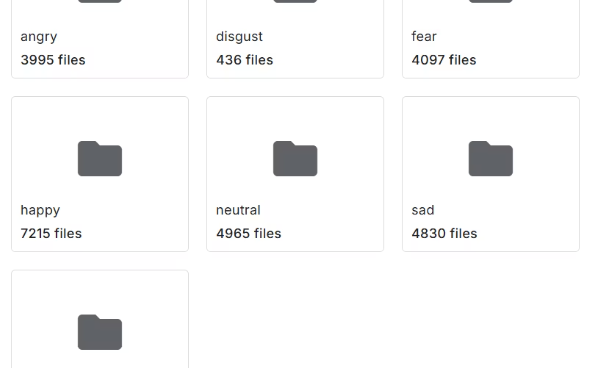 angry
disgust
fear
3995 files
436 files
4097 files
happy
neutral
sad
7215 files
4965 files
4830 files